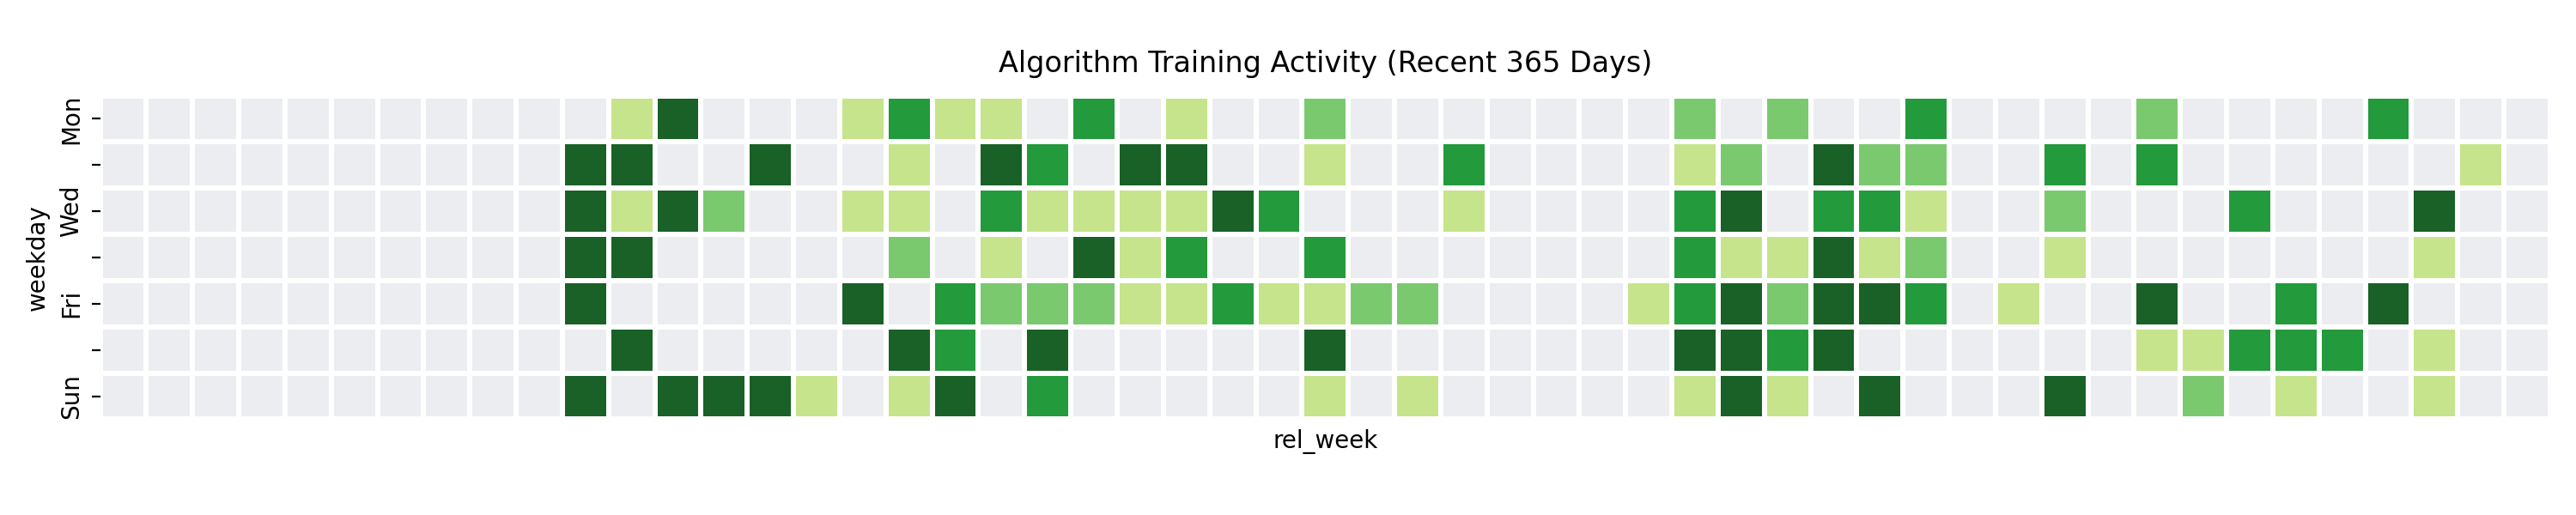 Algorithm Training Activity (Recent 365 Days)
weekday
Mon
Wed
Fri
Sun
rel_week